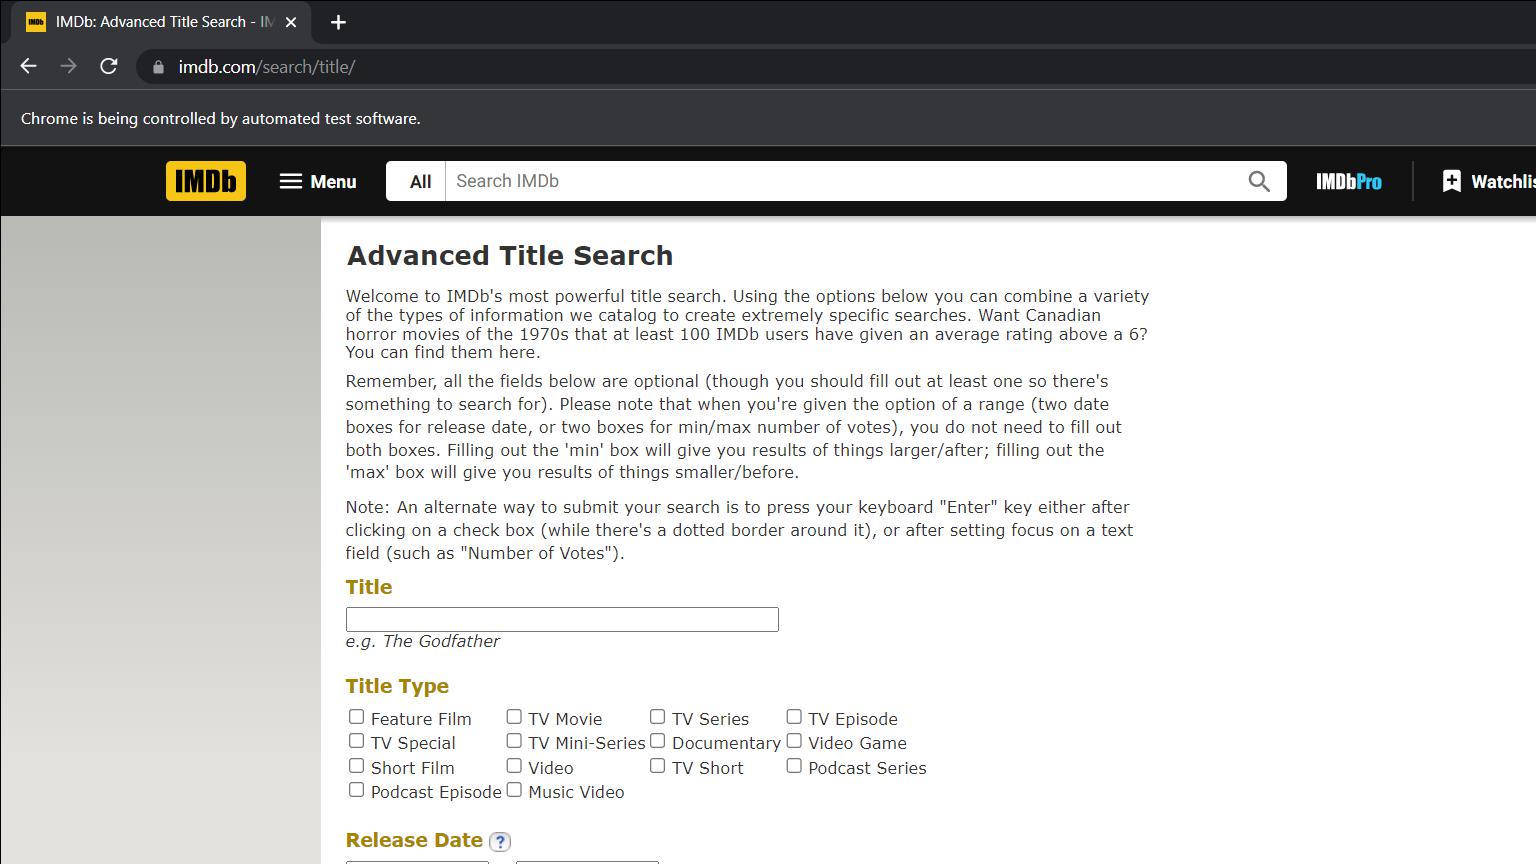 IMDb IMDb: Advanced Title Search - IM
imdb.com/search/title/
Chrome is being controlled by automated test software.
IMDb Menu All Search IMDb IMDbPro Watchlis
Advanced Title Search
Welcome to IMDb's most powerful title search. Using the options below you can combine a variety
of the types of information we catalog to create extremely specific searches. Want Canadian
horror movies of the 1970s that at least 100 IMDb users have given an average rating above a 6?
You can find them here.
Remember, all the fields below are optional (though you should fill out at least one so there's
something to search for). Please note that when you're given the option of a range (two date
boxes for release date, or two boxes for min/max number of votes), you do not need to fill out
both boxes. Filling out the 'min' box will give you results of things larger/after; filling out the
'max' box will give you results of things smaller/before.
Note: An alternate way to submit your search is to press your keyboard "Enter" key either after
clicking on a check box (while there's a dotted border around it), or after setting focus on a text
field (such as "Number of Votes").
Title
e.g. The Godfather
Title Type
Feature Film TV Movie TV Series TV Episode
TV Special TV Mini-Series Documentary Video Game
Short Film Video TV Short Podcast Series
Podcast Episode Music Video
Release Date ?